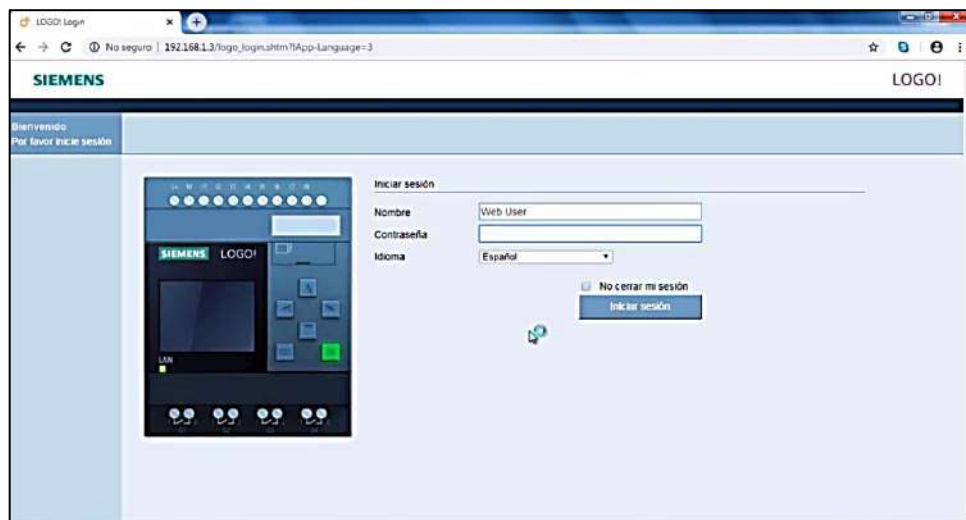 LOGO! Login
No seguro | 192.168.1.3/logo_login.shtm?!App-Language=3
SIEMENS
LOGO!
Bienvenido
Por favor inicie sesión
Iniciar sesión
Nombre
Web User
Contraseña
Idioma
Español
No cerrar mi sesión
Iniciar sesión
SIEMENS LOGO!
LAN